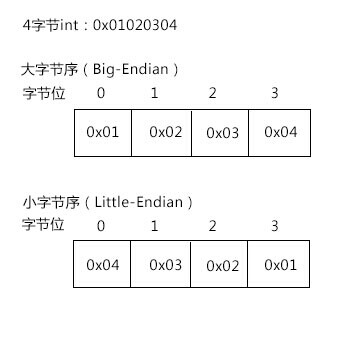 4字节int：0x01020304
大字节序（Big-Endian）
字节位 0 1 2 3
0x01 0x02 0x03 0x04
小字节序（Little-Endian）
字节位 0 1 2 3
0x04 0x03 0x02 0x01